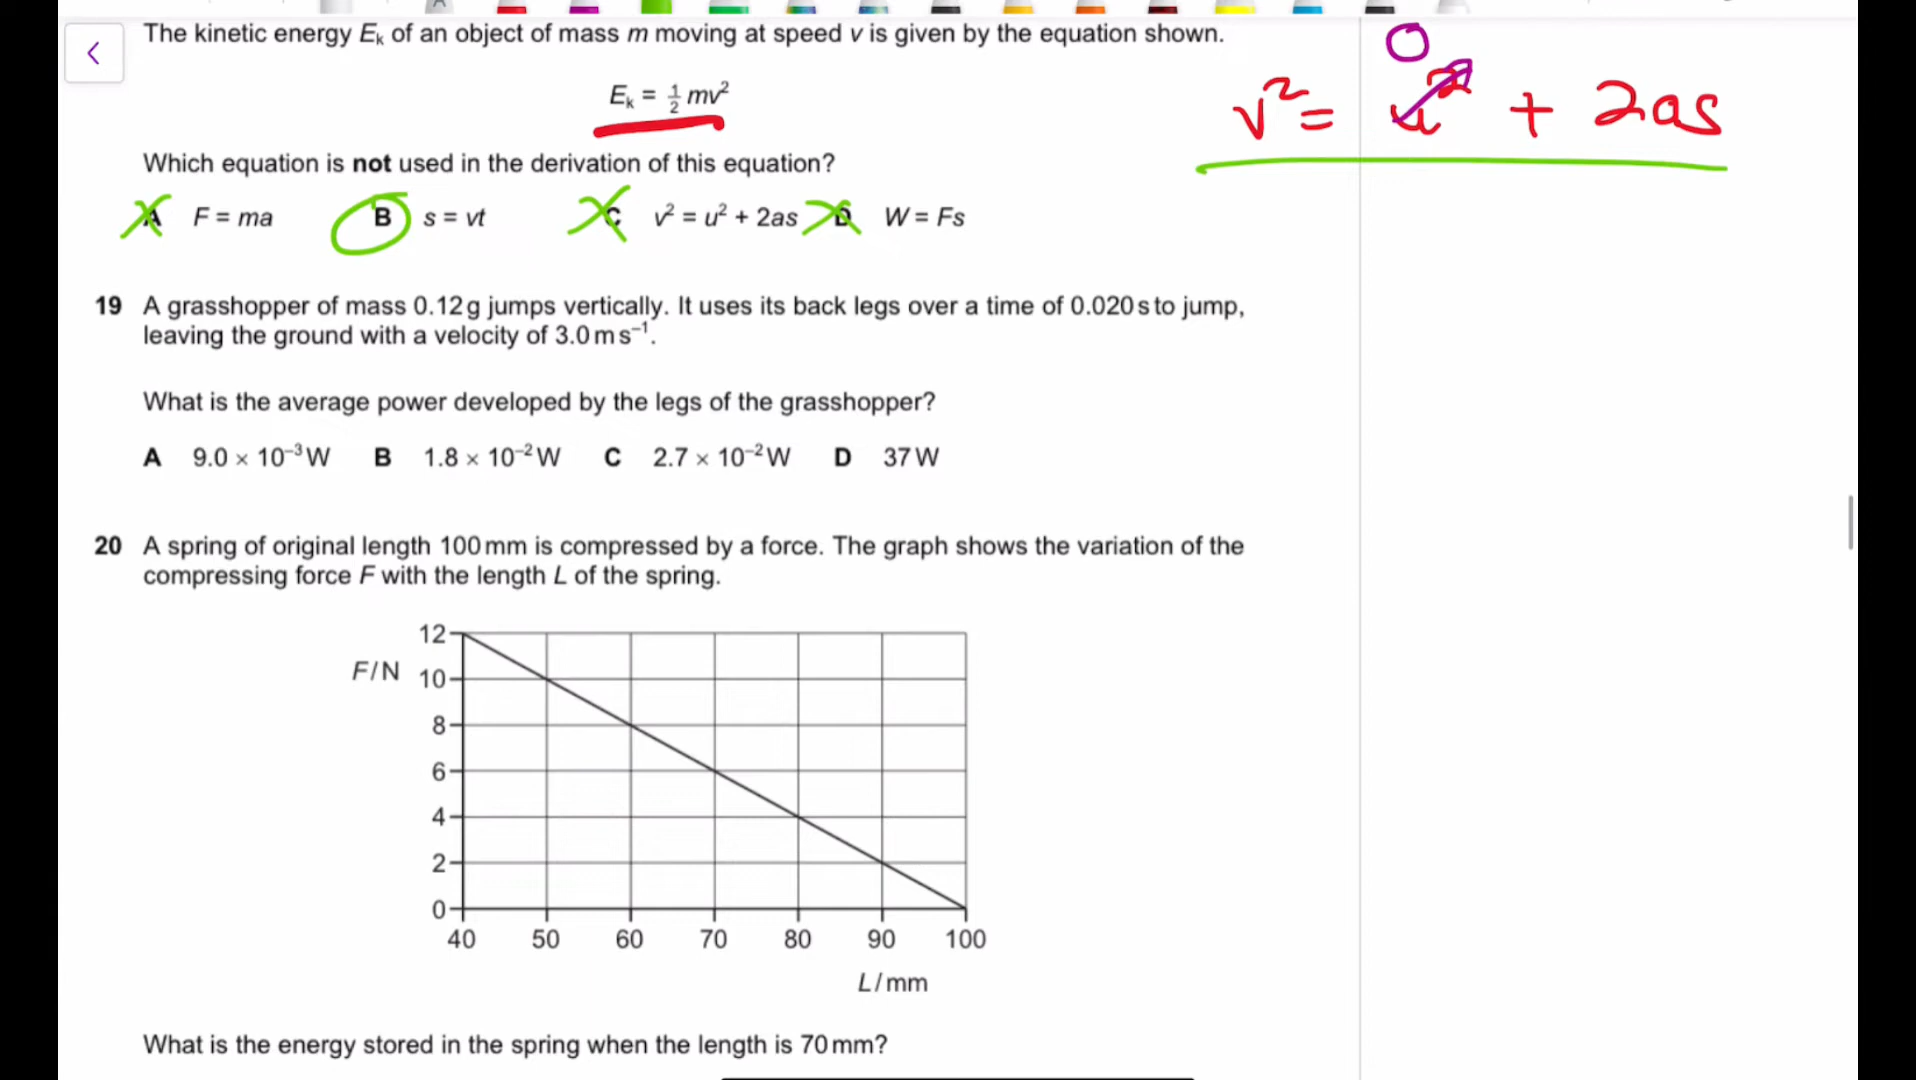 The kinetic energy Eₖ of an object of mass m moving at speed v is given by the equation shown.
Eₖ = ½ mv²
v² = u² + 2as
0
Which equation is not used in the derivation of this equation?
A F = ma B s = vt C v² = u² + 2as D W = Fs
19 A grasshopper of mass 0.12 g jumps vertically. It uses its back legs over a time of 0.020 s to jump,
leaving the ground with a velocity of 3.0 m s⁻¹.
What is the average power developed by the legs of the grasshopper?
A 9.0 × 10⁻³ W B 1.8 × 10⁻² W C 2.7 × 10⁻² W D 37 W
20 A spring of original length 100 mm is compressed by a force. The graph shows the variation of the
compressing force F with the length L of the spring.
12
F/N 10
8
6
4
2
0
40 50 60 70 80 90 100
L/mm
What is the energy stored in the spring when the length is 70 mm?